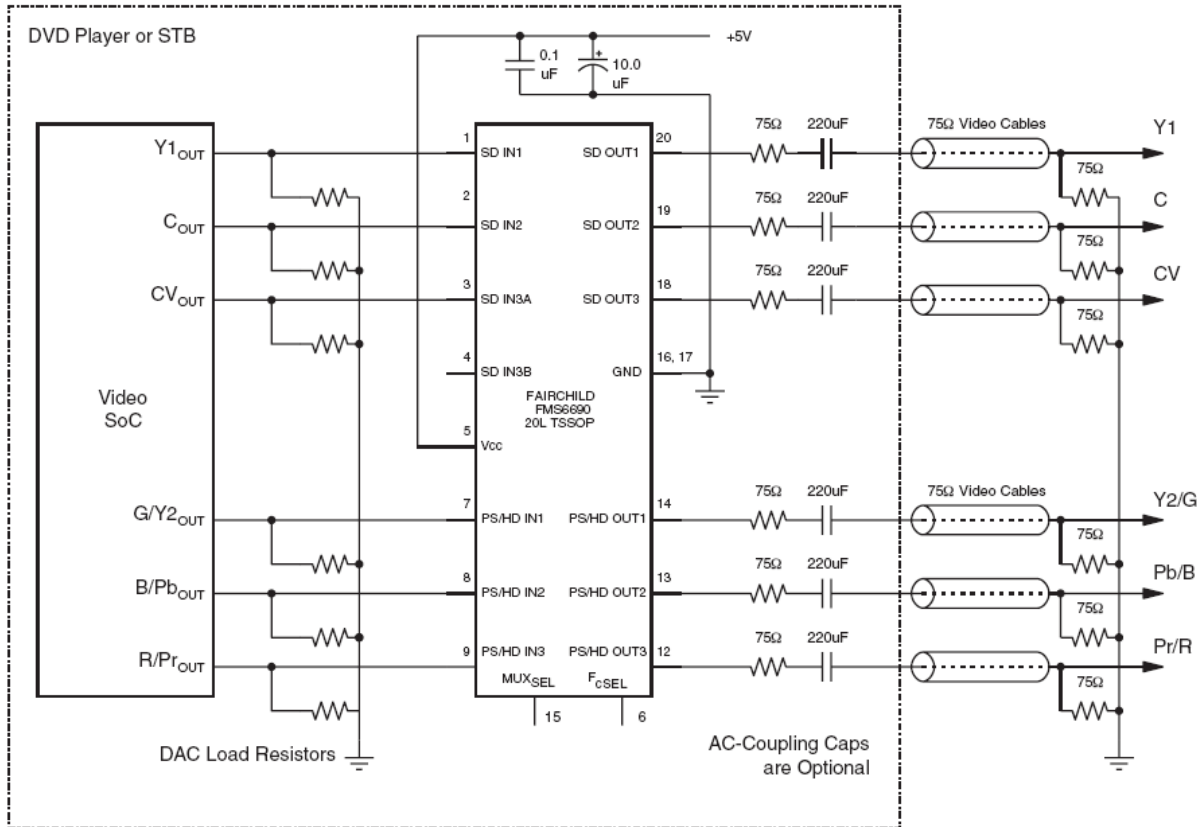 DVD Player or STB
+5V
0.1
uF
+
10.0
uF
Y1OUT
COUT
CVOUT
Video
SoC
G/Y2OUT
B/PbOUT
R/PrOUT
DAC Load Resistors
1
SD IN1
2
SD IN2
3
SD IN3A
4
SD IN3B
5
Vcc
7
PS/HD IN1
8
PS/HD IN2
9
PS/HD IN3
FAIRCHILD
FMS6690
20L TSSOP
MUXSEL
15
FcSEL
6
20
SD OUT1
19
SD OUT2
18
SD OUT3
16, 17
GND
14
PS/HD OUT1
13
PS/HD OUT2
12
PS/HD OUT3
75Ω 220uF
75Ω 220uF
75Ω 220uF
75Ω 220uF
75Ω 220uF
75Ω 220uF
AC-Coupling Caps
are Optional
75Ω Video Cables
Y1
75Ω
C
75Ω
CV
75Ω
75Ω Video Cables
Y2/G
75Ω
Pb/B
75Ω
Pr/R
75Ω